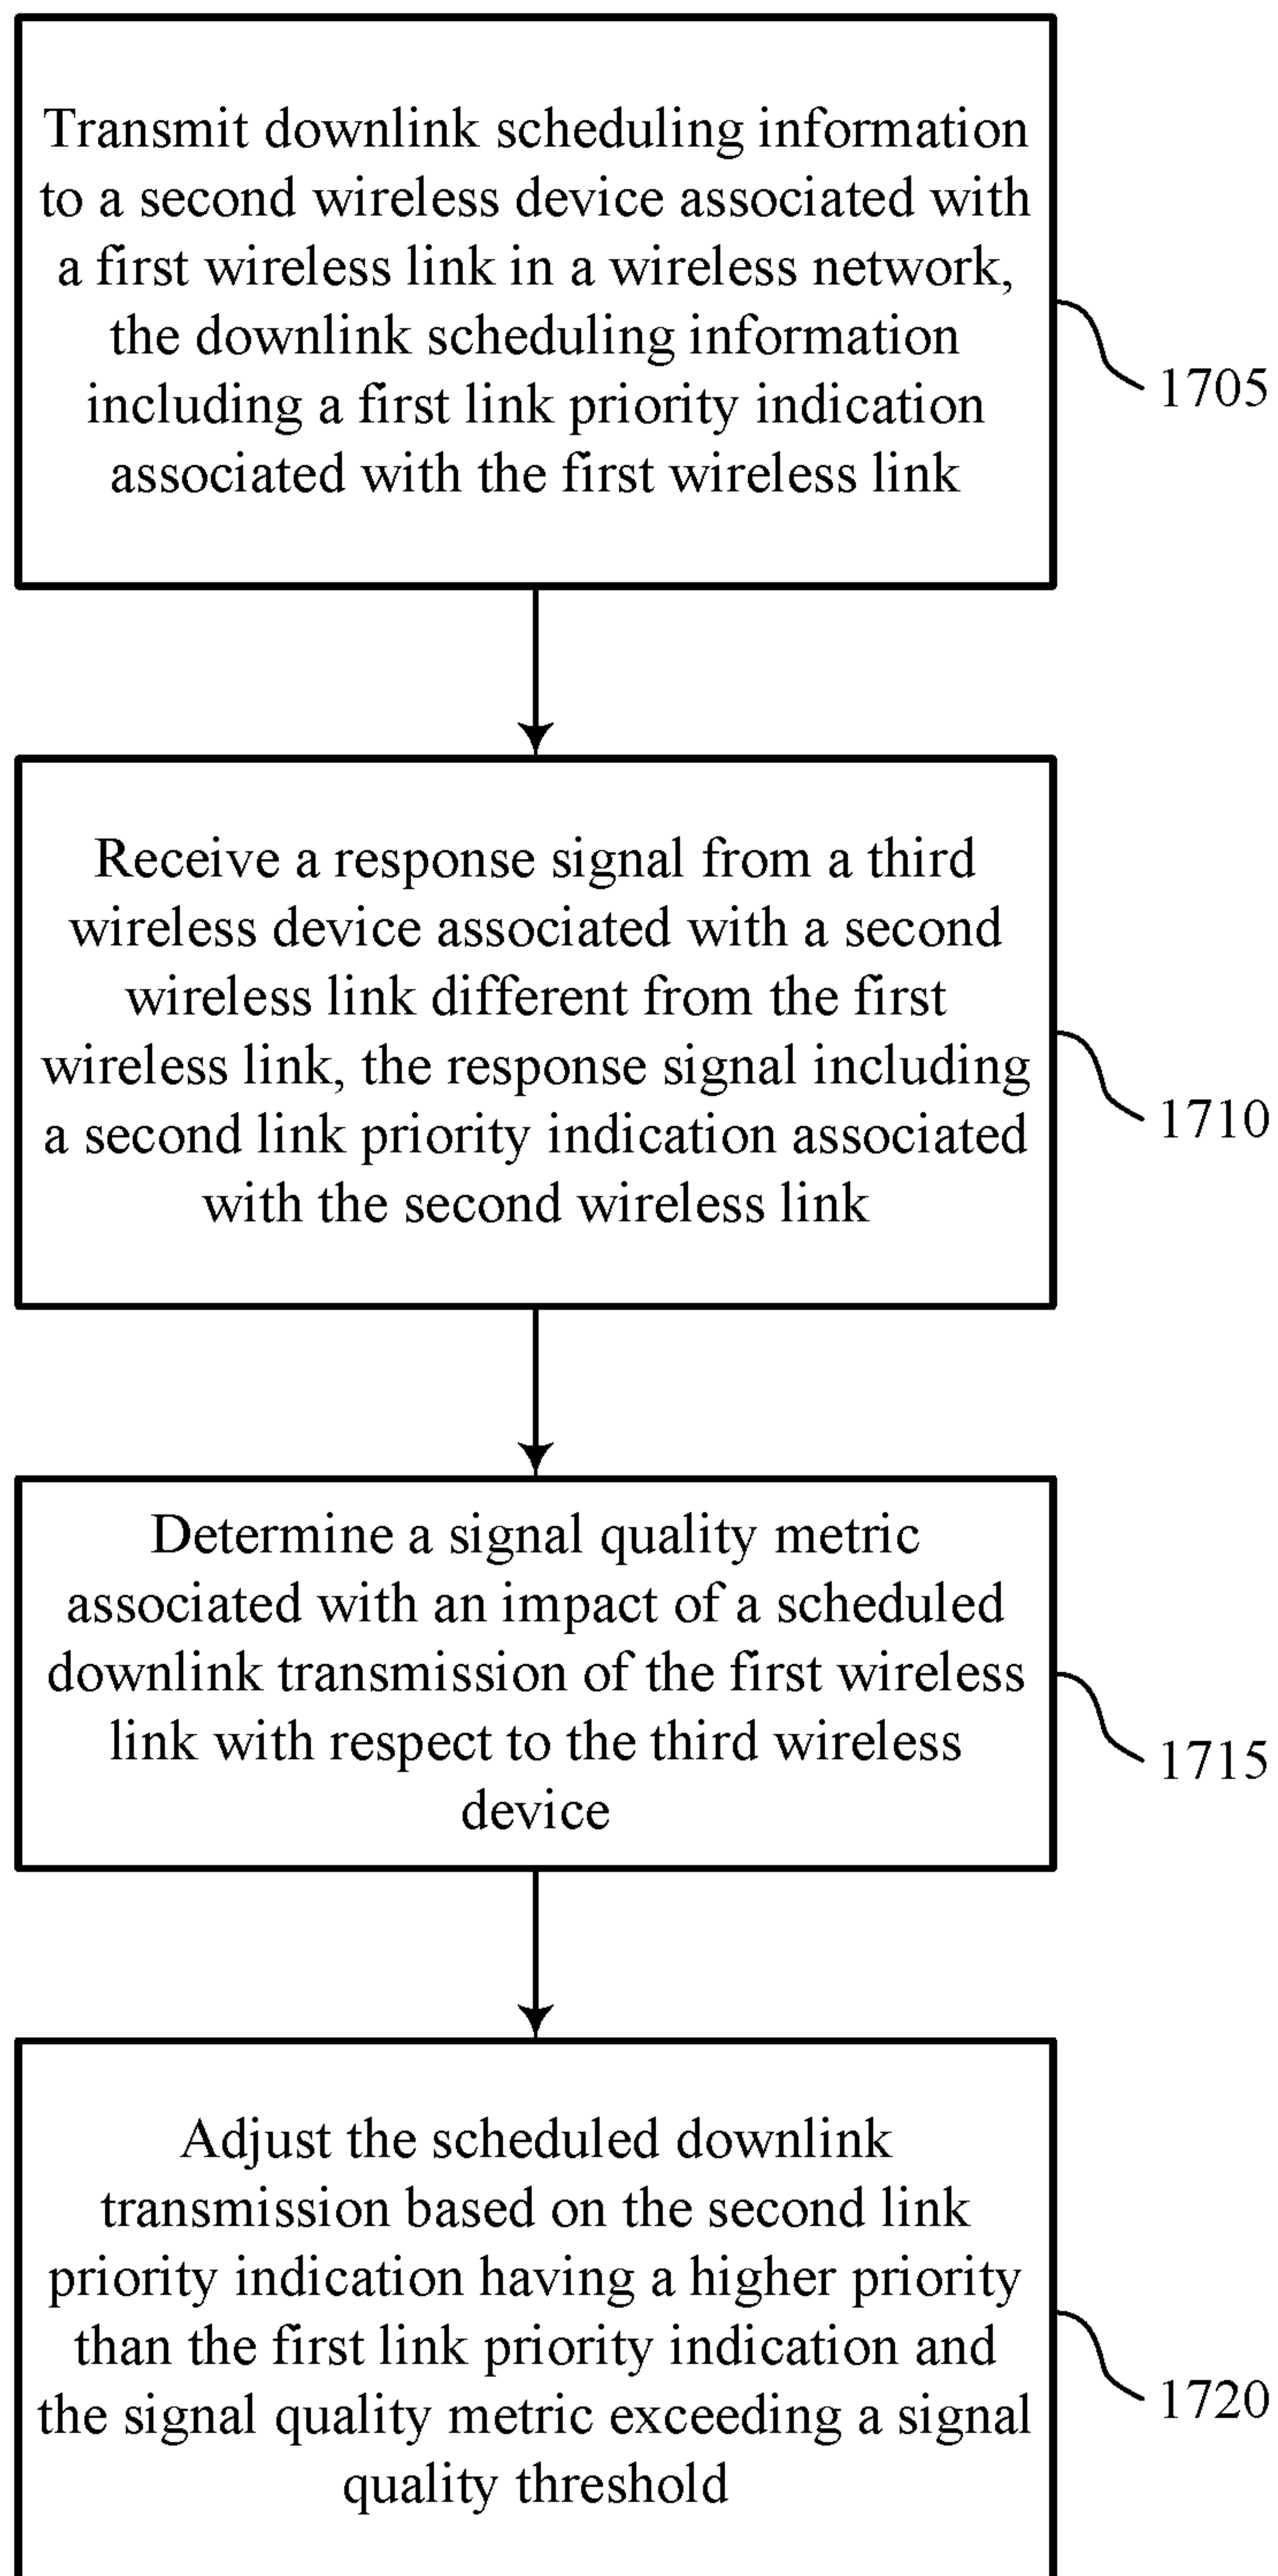 Transmit downlink scheduling information
to a second wireless device associated with
a first wireless link in a wireless network,
the downlink scheduling information
including a first link priority indication
associated with the first wireless link
1705
Receive a response signal from a third
wireless device associated with a second
wireless link different from the first
wireless link, the response signal including
a second link priority indication associated
with the second wireless link
1710
Determine a signal quality metric
associated with an impact of a scheduled
downlink transmission of the first wireless
link with respect to the third wireless
device
1715
Adjust the scheduled downlink
transmission based on the second link
priority indication having a higher priority
than the first link priority indication and
the signal quality metric exceeding a signal
quality threshold
1720